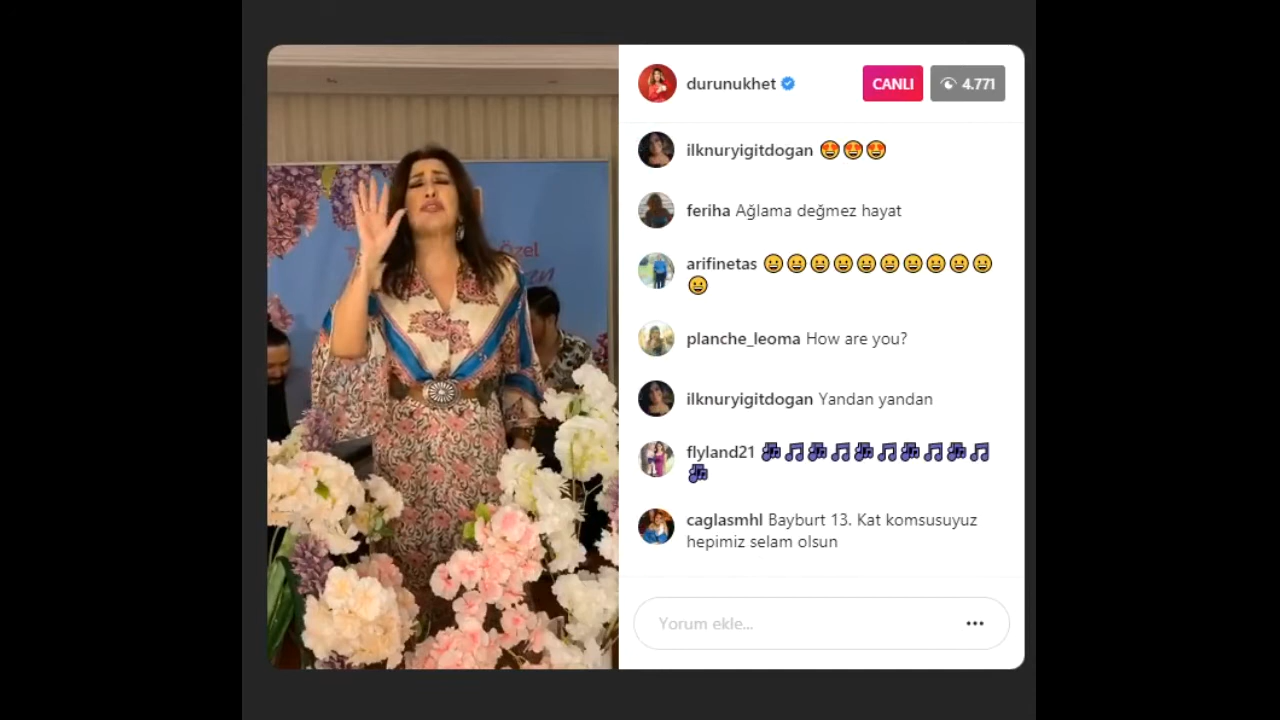 durunukhet
CANLI
4.771
ilknuryigitdogan 😍😍😍
feriha Ağlama değmez hayat
arifinetas 😀😀😀😀😀😀😀😀😀😀
😀
planche_leoma How are you?
ilknuryigitdogan Yandan yandan
flyland21 🎶🎵🎶🎵🎶🎵🎶🎵🎶🎵
🎶
caglasmhl Bayburt 13. Kat komsusuyuz
hepimiz selam olsun
Yorum ekle...
Özel